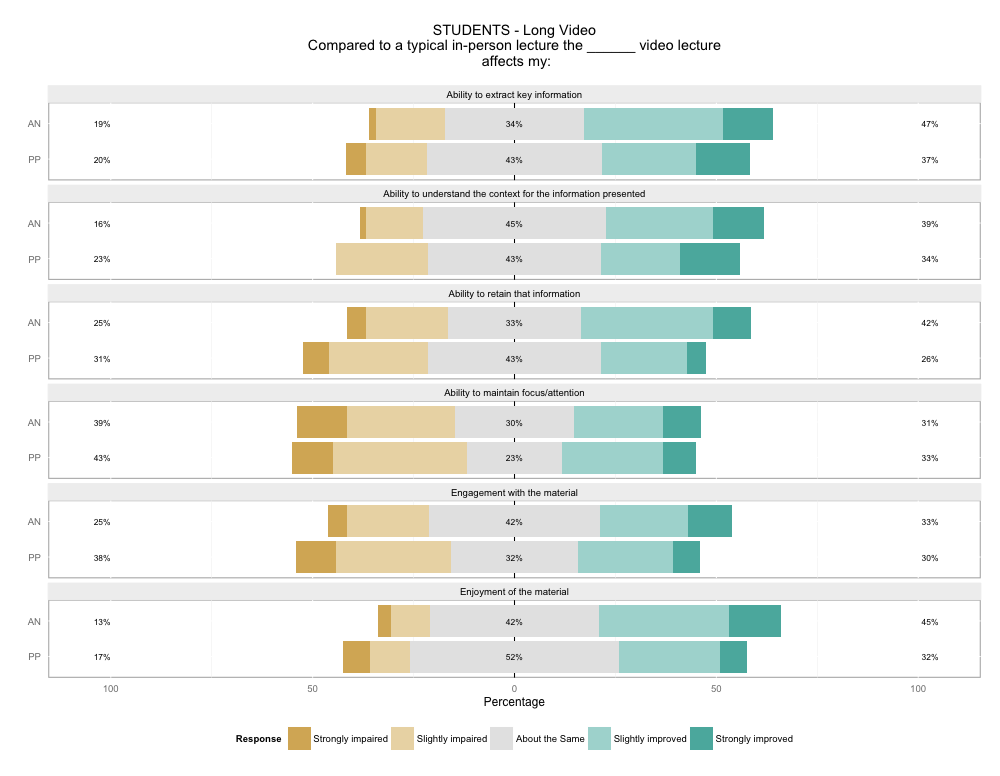 STUDENTS - Long Video
Compared to a typical in-person lecture the ______ video lecture
affects my:
Ability to extract key information
AN 19% 34% 47%
PP 20% 43% 37%
Ability to understand the context for the information presented
AN 16% 45% 39%
PP 23% 43% 34%
Ability to retain that information
AN 25% 33% 42%
PP 31% 43% 26%
Ability to maintain focus/attention
AN 39% 30% 31%
PP 43% 23% 33%
Engagement with the material
AN 25% 42% 33%
PP 38% 32% 30%
Enjoyment of the material
AN 13% 42% 45%
PP 17% 52% 32%
100 50 0 50 100
Percentage
Response Strongly impaired Slightly impaired About the Same Slightly improved Strongly improved